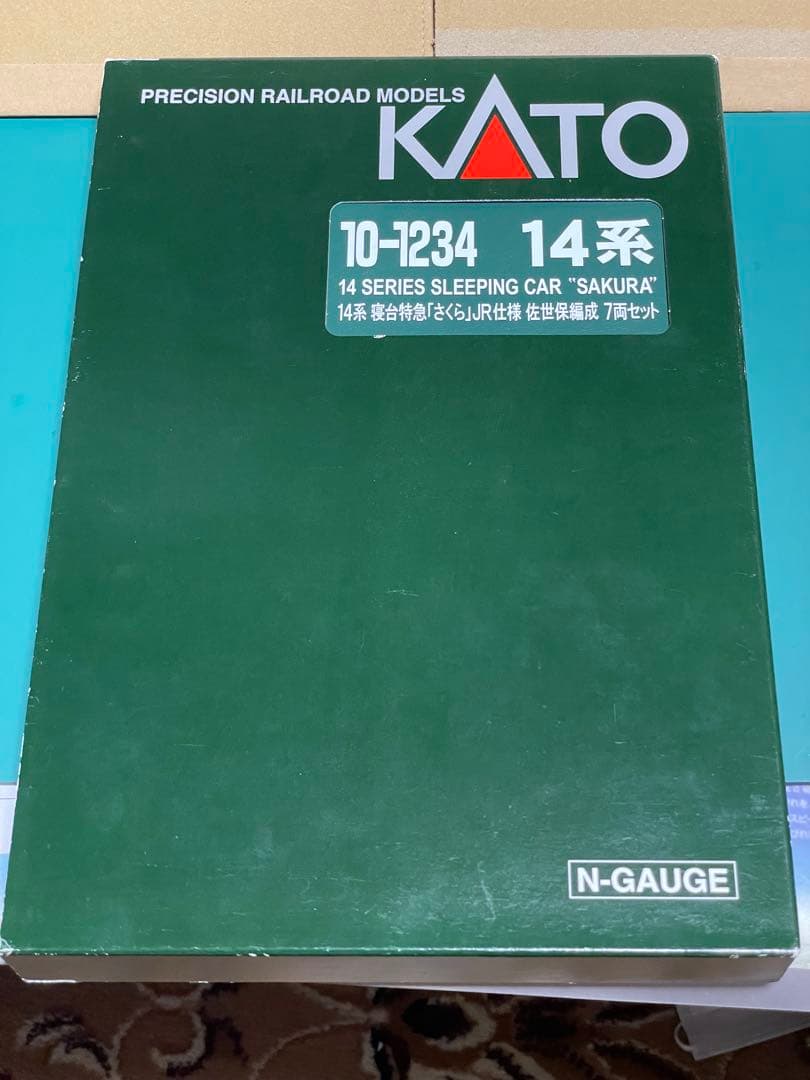 PRECISION RAILROAD MODELS
KATO
10-1234 14系
14 SERIES SLEEPING CAR "SAKURA"
14系 寝台特急「さくら」JR仕様 佐世保編成 7両セット
N-GAUGE